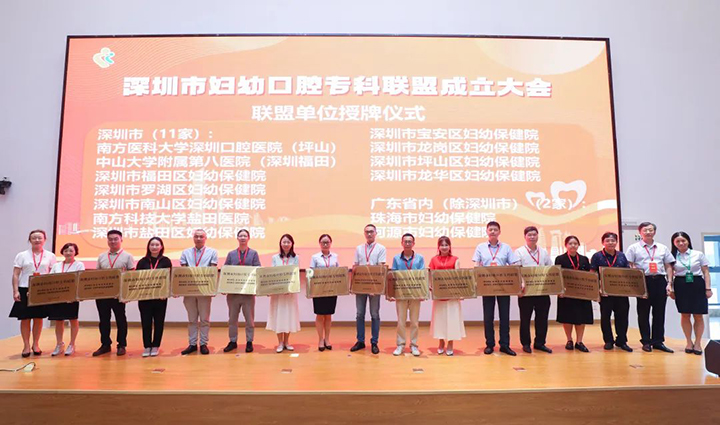 深圳市妇幼口腔专科联盟成立大会
联盟单位授牌仪式
深圳市（11家）：
南方医科大学深圳口腔医院（坪山）
中山大学附属第八医院（深圳福田）
深圳市福田区妇幼保健院
深圳市罗湖区妇幼保健院
深圳市南山区妇幼保健院
南方科技大学盐田医院
深圳市盐田区妇幼保健院
深圳市宝安区妇幼保健院
深圳市龙岗区妇幼保健院
深圳市坪山区妇幼保健院
深圳市龙华区妇幼保健院
广东省内（除深圳市）（2家）：
珠海市妇幼保健院
河源市妇幼保健院